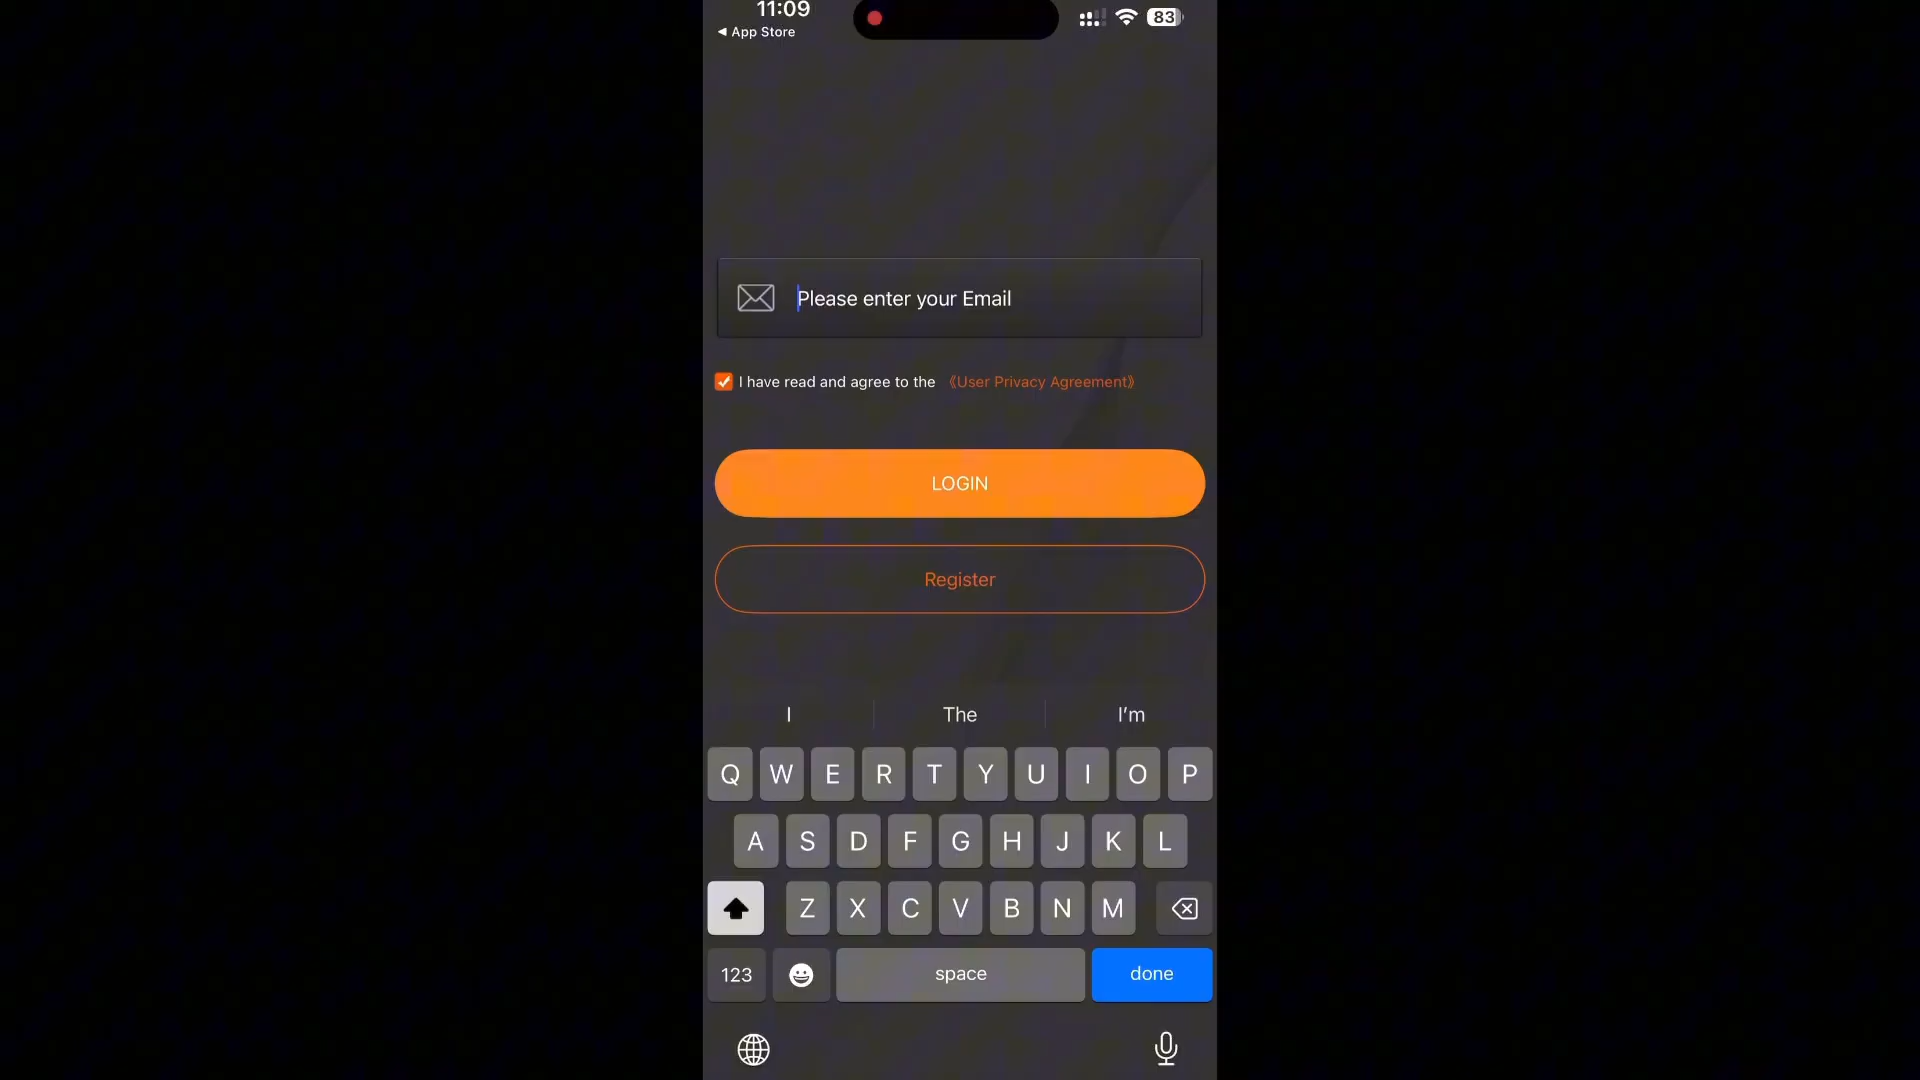 11:09
83
◀ App Store
Please enter your Email
I have read and agree to the 《User Privacy Agreement》
LOGIN
Register
I The I'm
Q W E R T Y U I O P
A S D F G H J K L
Z X C V B N M
123 space done